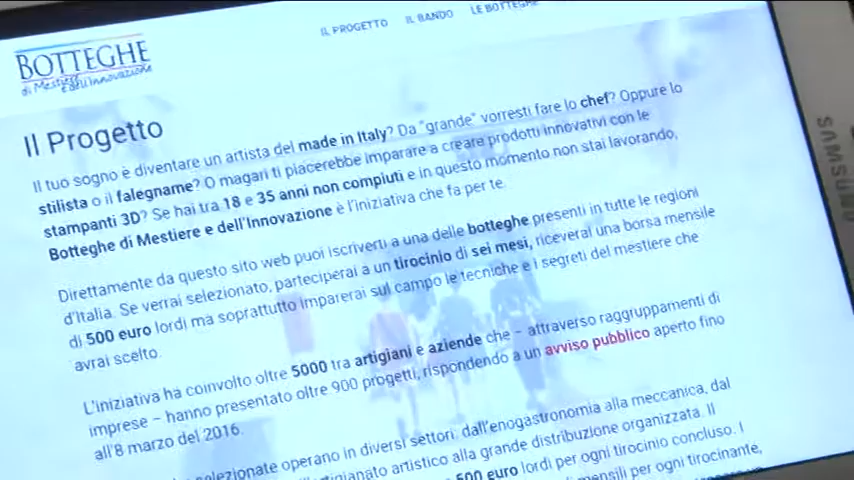 IL PROGETTO IL BANDO LE BOTTEGHE
BOTTEGHE
di Mestiere e dell'Innovazione
Il Progetto
Il tuo sogno è diventare un artista del made in Italy? Da "grande" vorresti fare lo chef? Oppure lo
stilista o il falegname? O magari ti piacerebbe imparare a creare prodotti innovativi con le
stampanti 3D? Se hai tra 18 e 35 anni non compiuti e in questo momento non stai lavorando,
Botteghe di Mestiere e dell'Innovazione è l'iniziativa che fa per te.
Direttamente da questo sito web puoi iscriverti a una delle botteghe presenti in tutte le regioni
d'Italia. Se verrai selezionato, parteciperai a un tirocinio di sei mesi, riceverai una borsa mensile
di 500 euro lordi ma soprattutto imparerai sul campo le tecniche e i segreti del mestiere che
avrai scelto.
L'iniziativa ha coinvolto oltre 5000 tra artigiani e aziende che – attraverso raggruppamenti di
imprese – hanno presentato oltre 900 progetti, rispondendo a un avviso pubblico aperto fino
all'8 marzo del 2016.
selezionate operano in diversi settori: dall'enogastronomia alla meccanica, dal
artigianato artistico alla grande distribuzione organizzata. Il
500 euro lordi per ogni tirocinio concluso. I
mensili per ogni tirocinante,
SAMSUNG